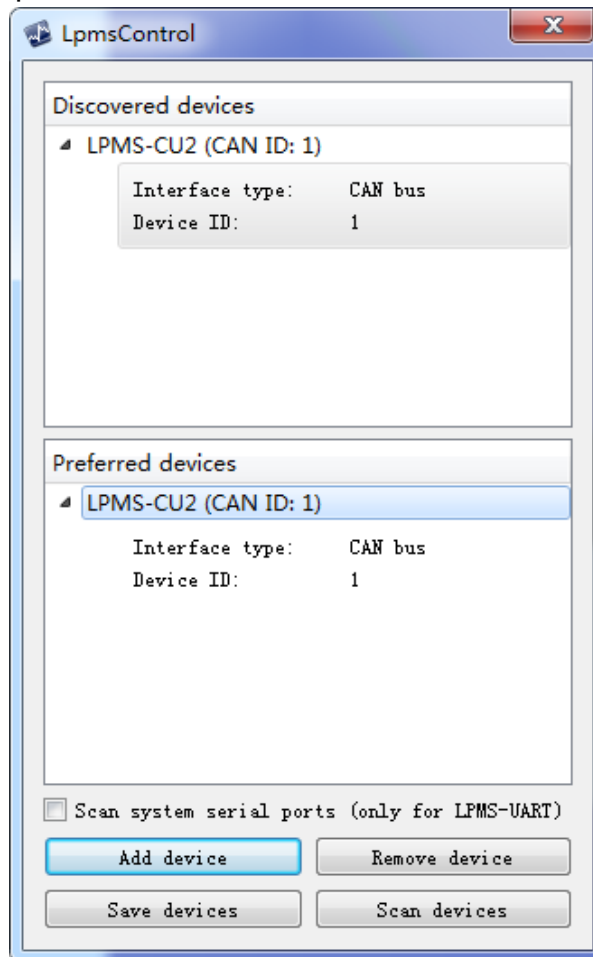 LpmsControl
Discovered devices
LPMS-CU2 (CAN ID: 1)
Interface type: CAN bus
Device ID: 1
Preferred devices
LPMS-CU2 (CAN ID: 1)
Interface type: CAN bus
Device ID: 1
Scan system serial ports (only for LPMS-UART)
Add device Remove device
Save devices Scan devices